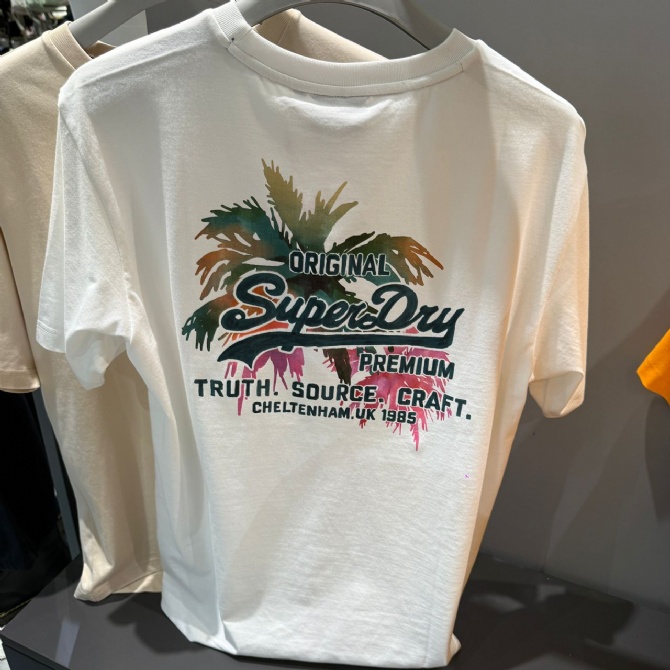 ORIGINAL
SuperDry
PREMIUM
TRUTH. SOURCE. CRAFT.
CHELTENHAM.UK 1985